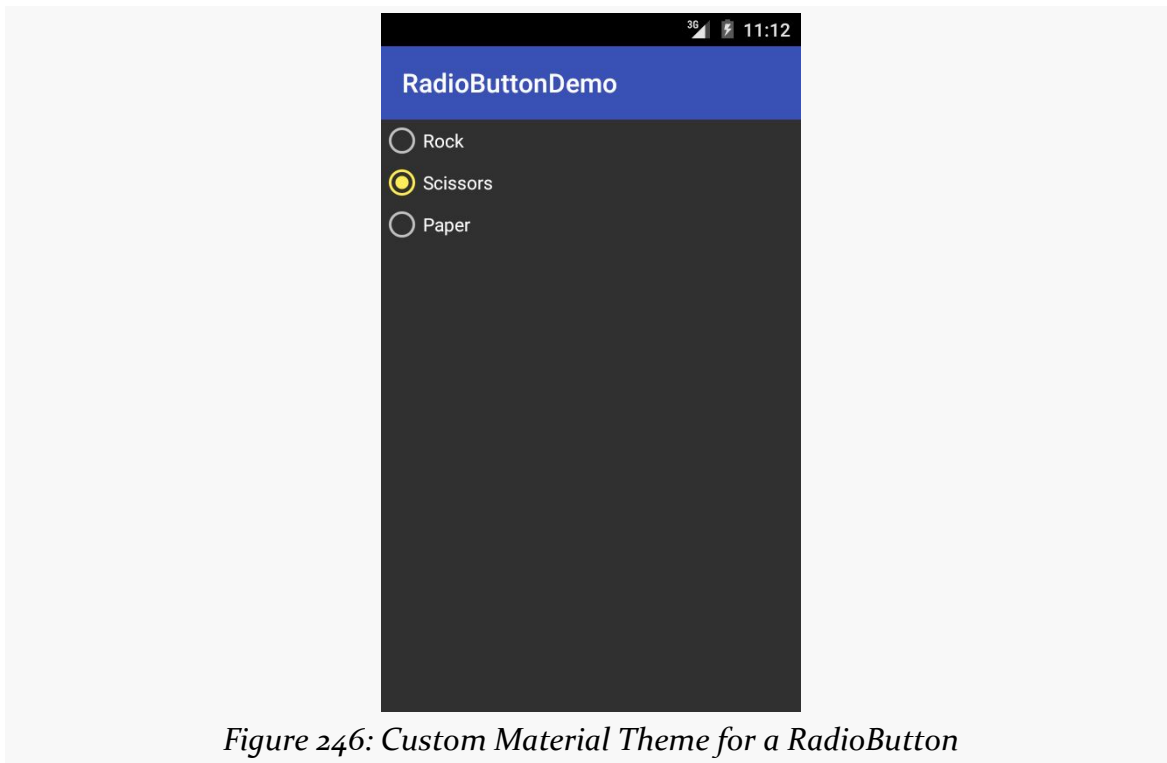 3G 11:12
RadioButtonDemo
Rock
Scissors
Paper
Figure 246: Custom Material Theme for a RadioButton